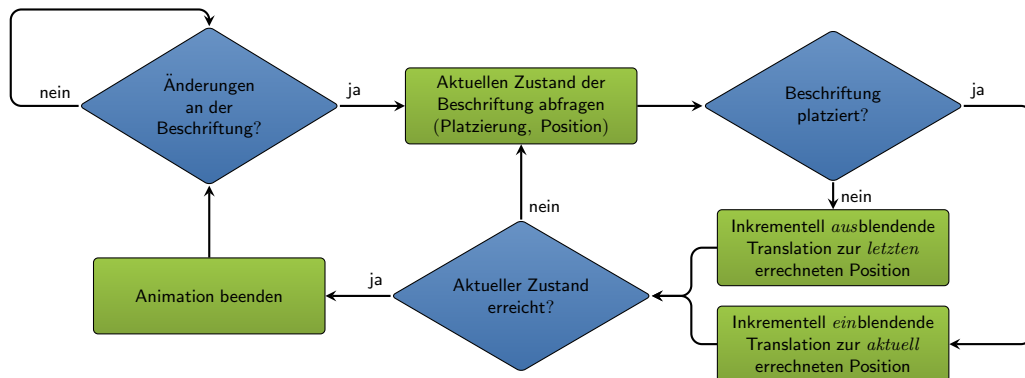 nein
Änderungen
an der
Beschriftung?
ja
Aktuellen Zustand der
Beschriftung abfragen
(Platzierung, Position)
Beschriftung
platziert?
ja
nein
Inkrementell ausblendende
Translation zur letzten
errechneten Position
Inkrementell einblendende
Translation zur aktuell
errechneten Position
Aktueller Zustand
erreicht?
nein
ja
Animation beenden